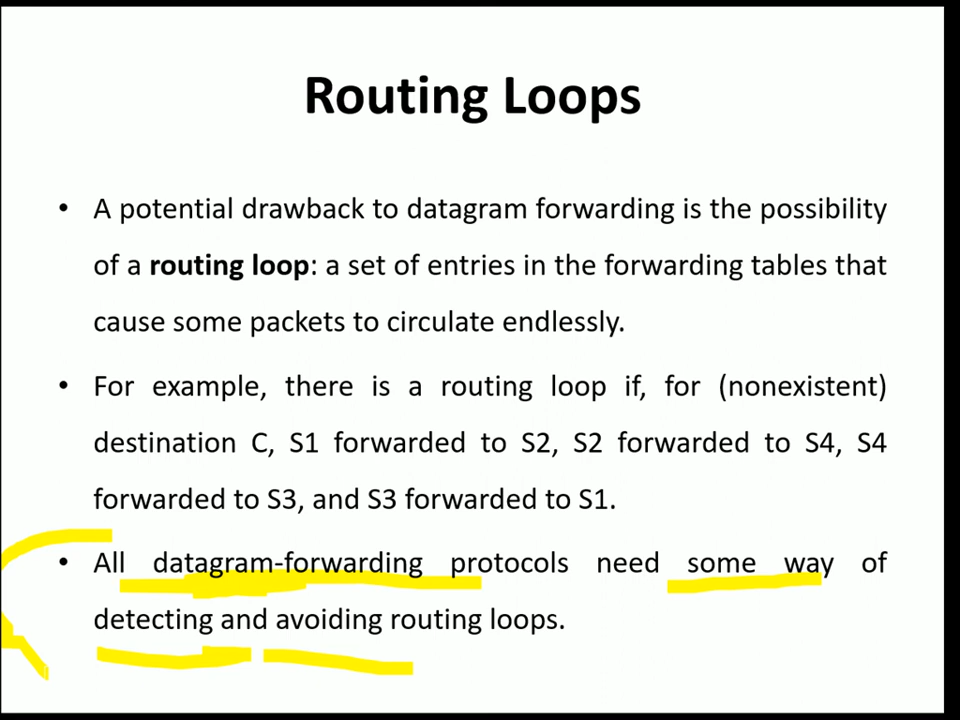 Routing Loops
• A potential drawback to datagram forwarding is the possibility
of a routing loop: a set of entries in the forwarding tables that
cause some packets to circulate endlessly.
• For example, there is a routing loop if, for (nonexistent)
destination C, S1 forwarded to S2, S2 forwarded to S4, S4
forwarded to S3, and S3 forwarded to S1.
• All datagram-forwarding protocols need some way of
detecting and avoiding routing loops.